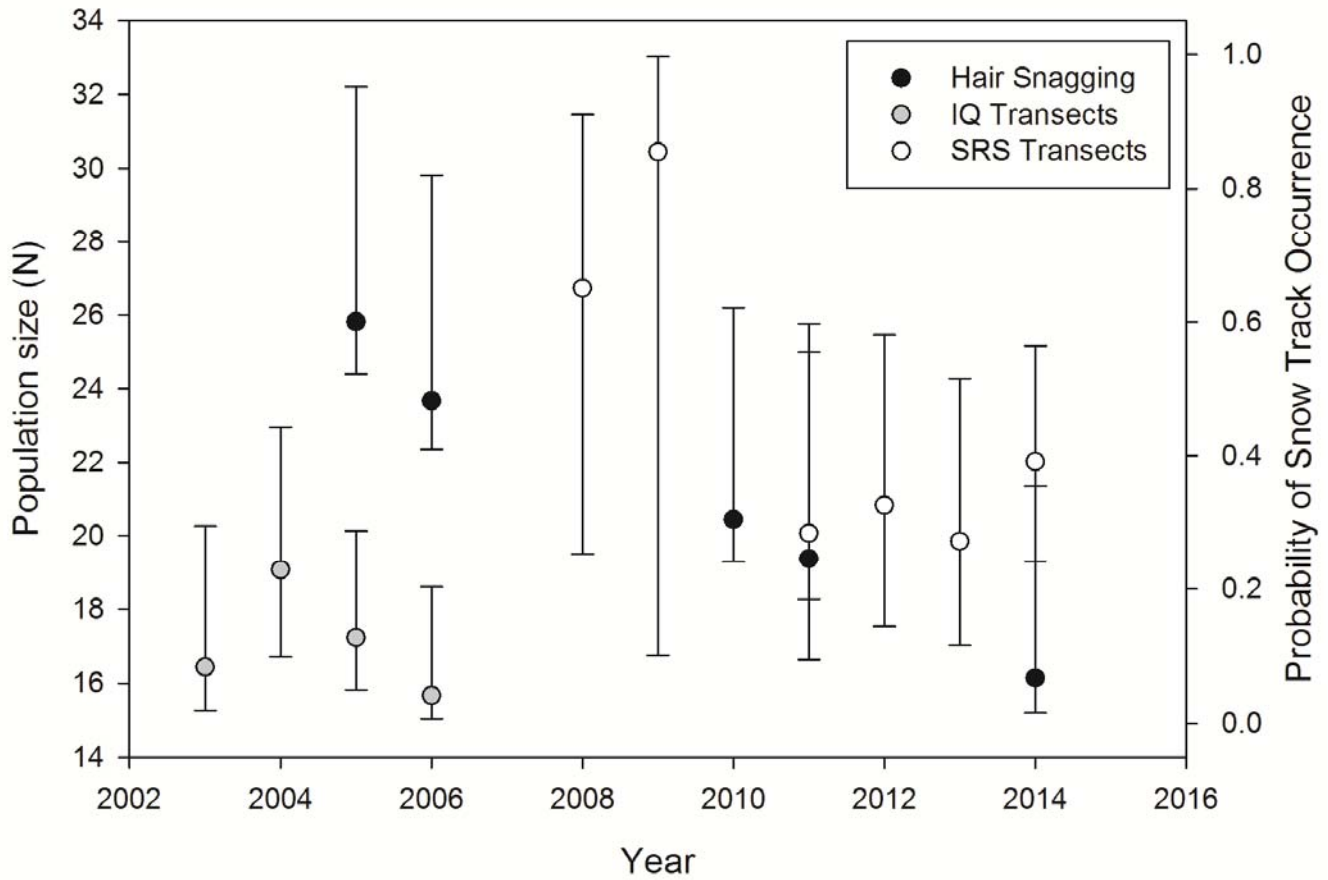 34
32
30
28
26
24
22
20
18
16
14
Population size (N)
1.0
0.8
0.6
0.4
0.2
0.0
Probability of Snow Track Occurrence
Hair Snagging
IQ Transects
SRS Transects
2002 2004 2006 2008 2010 2012 2014 2016
Year